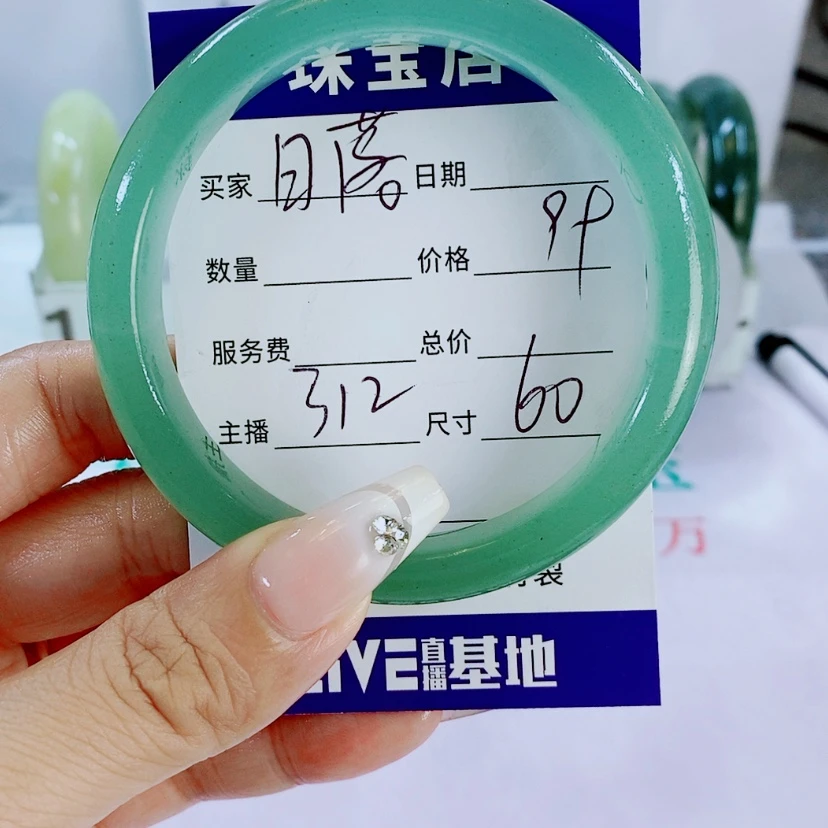 珠宝店
买家 日落 日期
数量 价格
服务费 总价
主播 312 尺寸 60
LIVE直播基地
万